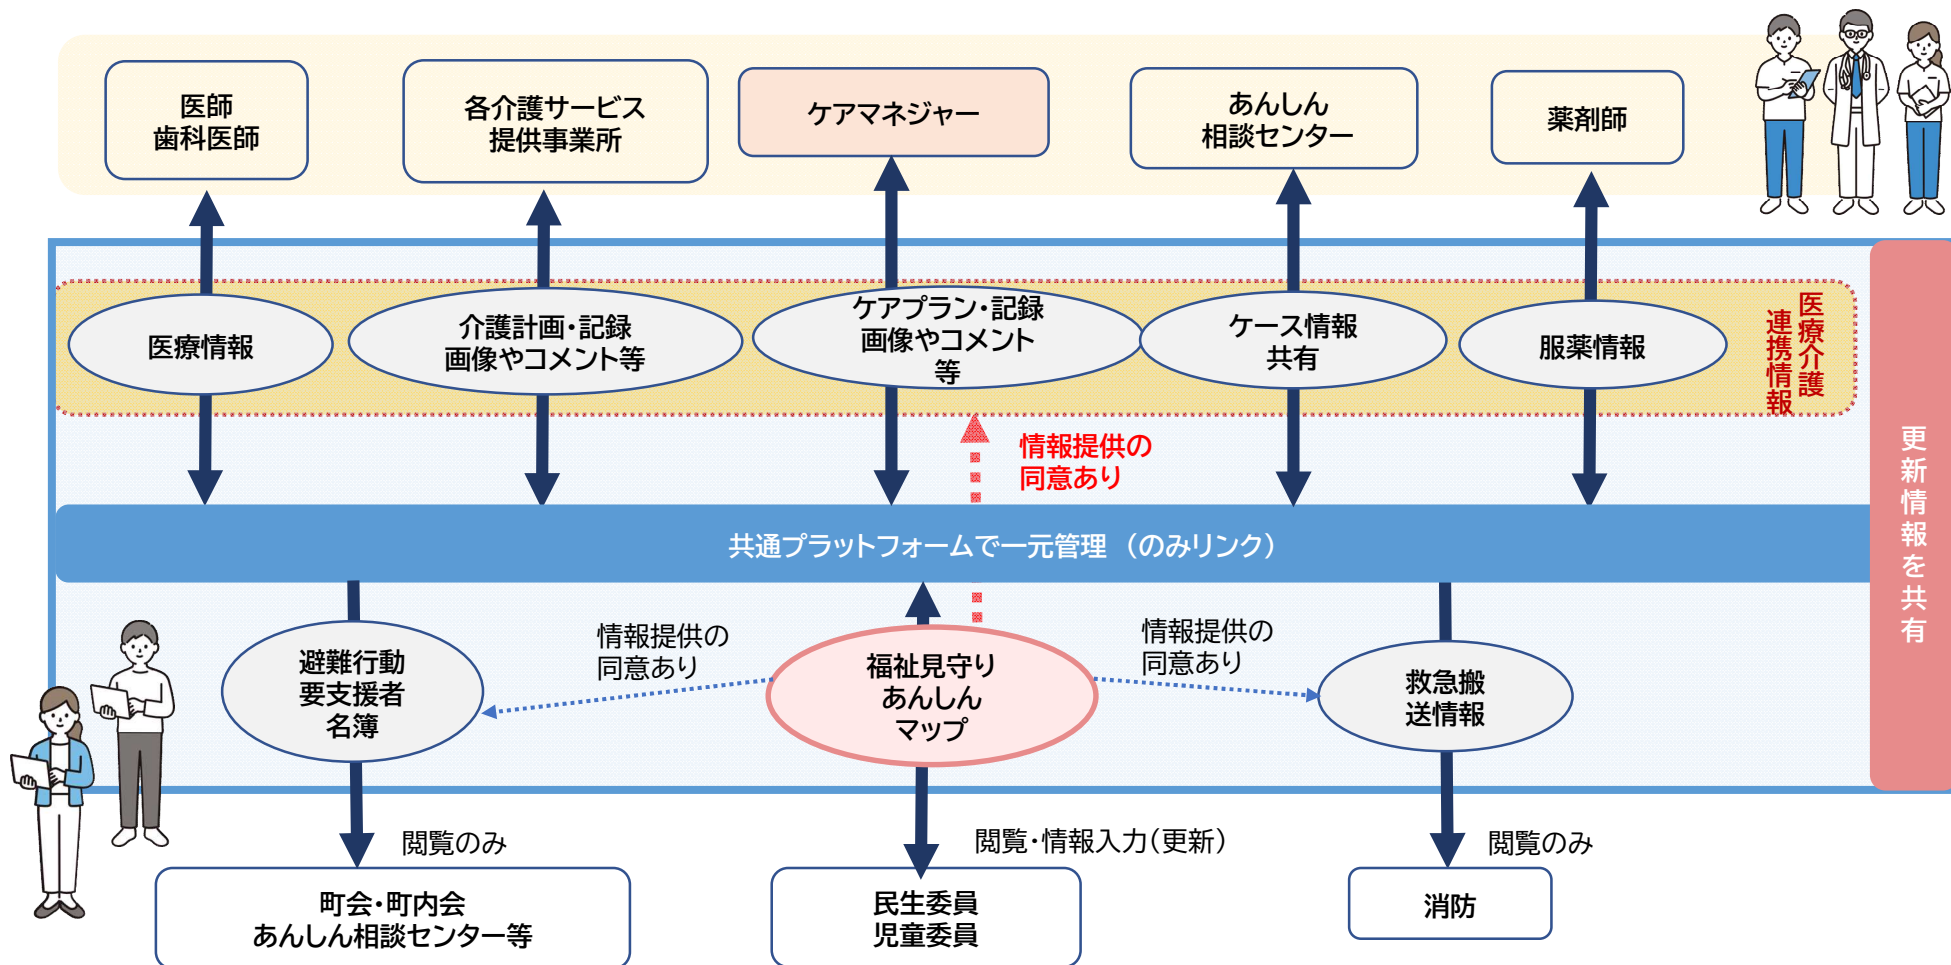 医師
歯科医師
各介護サービス
提供事業所
ケアマネジャー
あんしん
相談センター
薬剤師
医療情報
介護計画・記録
画像やコメント等
ケアプラン・記録
画像やコメント
等
ケース情報
共有
服薬情報
医療介護
連携情報
情報提供の
同意あり
更新情報を共有
共通プラットフォームで一元管理 （のみリンク）
避難行動
要支援者
名簿
情報提供の
同意あり
福祉見守り
あんしん
マップ
情報提供の
同意あり
救急搬
送情報
閲覧のみ
閲覧・情報入力（更新）
閲覧のみ
町会・町内会
あんしん相談センター等
民生委員
児童委員
消防